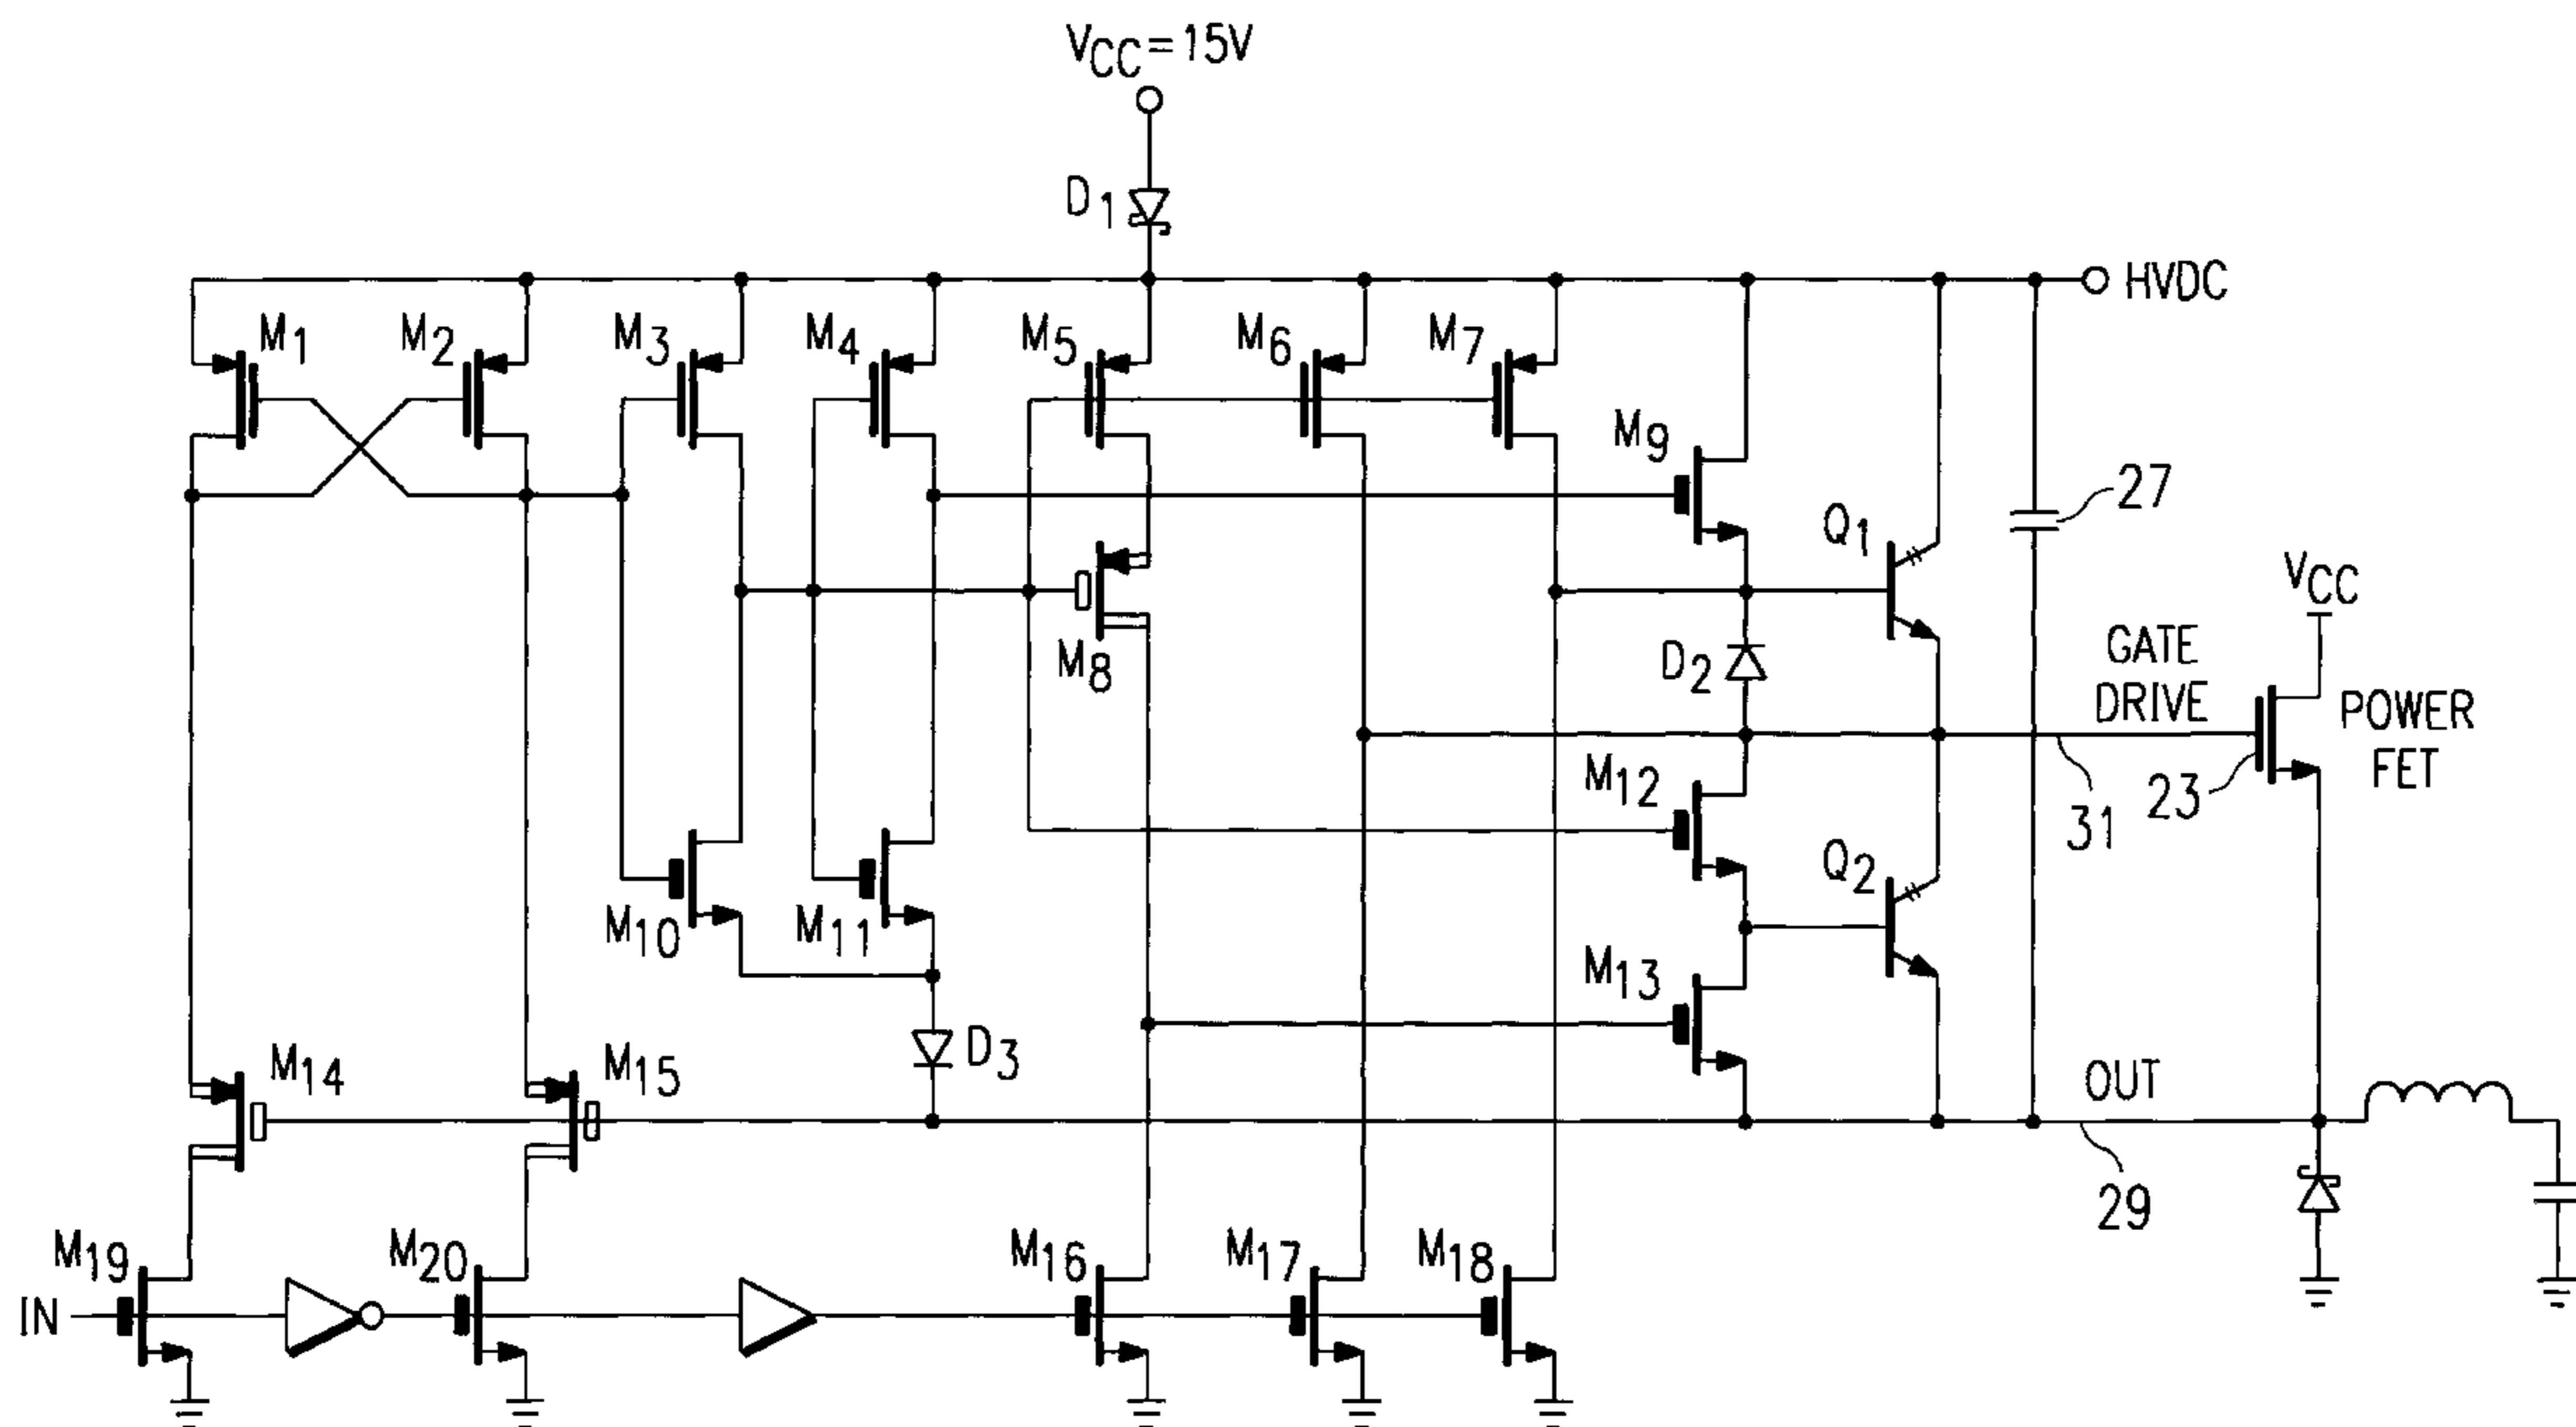 VCC=15V
D1
HVDC
M1
M2
M3
M4
M5
M6
M7
M9
27
Q1
VCC
M8
D2
GATE
DRIVE
POWER
FET
M12
23
31
Q2
M10
M11
M13
D3
OUT
M14
M15
29
M19
M20
M16
M17
M18
IN